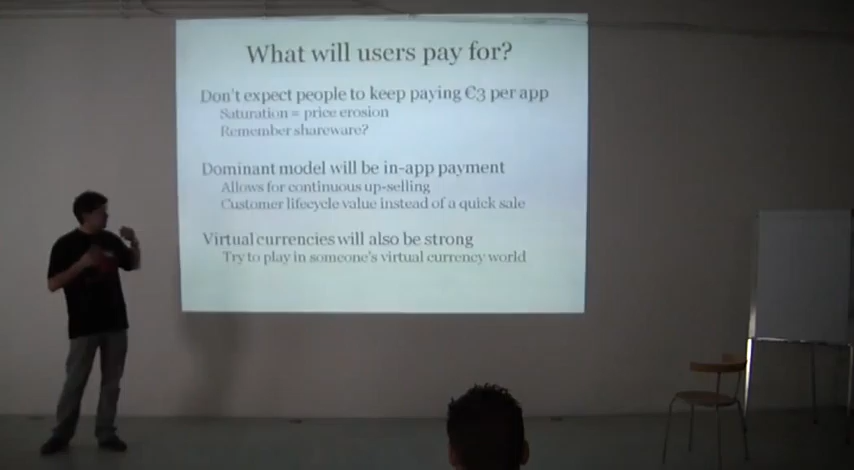 What will users pay for?
Don't expect people to keep paying €3 per app
Saturation = price erosion
Remember shareware?
Dominant model will be in-app payment
Allows for continuous up-selling
Customer lifecycle value instead of a quick sale
Virtual currencies will also be strong
Try to play in someone's virtual currency world